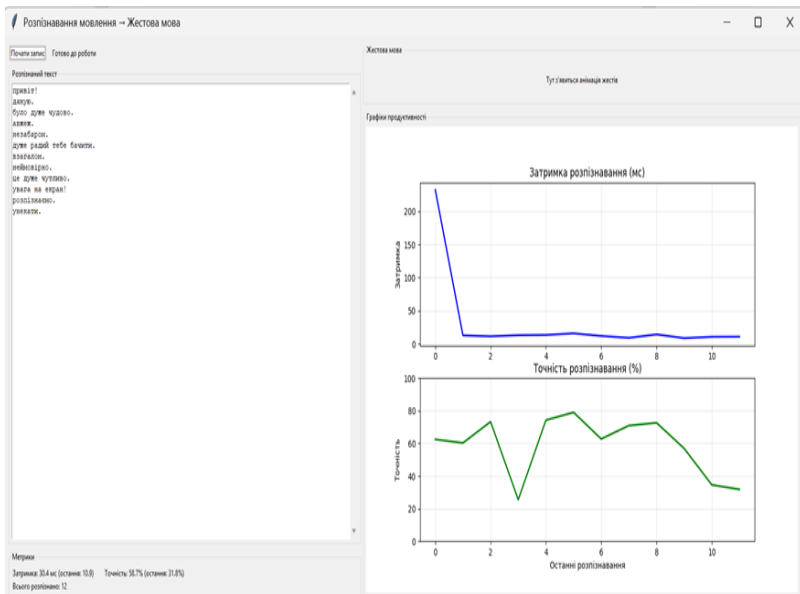 Розпізнавання мовлення → Жестова мова
Почати запис Готово до роботи
Розпізнаний текст
привіт!
дякую.
було дуже чудово.
авжеж.
незабаром.
дуже радий тебе бачити.
взагалом.
неймовірно.
це дуже чутливо.
увага на екран!
розпізнаємо.
увекати.
Метрики
Затримка: 30.4 мс (остання: 10.9) Точність: 58.7% (остання: 31.8%)
Всього розпізнано: 12
Жестова мова
Тут з'явиться анімація жестів
Графіки продуктивності
Затримка розпізнавання (мс)
Затримка
200
150
100
50
0
0 2 4 6 8 10
Точність розпізнавання (%)
Точність
100
80
60
40
20
0
0 2 4 6 8 10
Останні розпізнавання